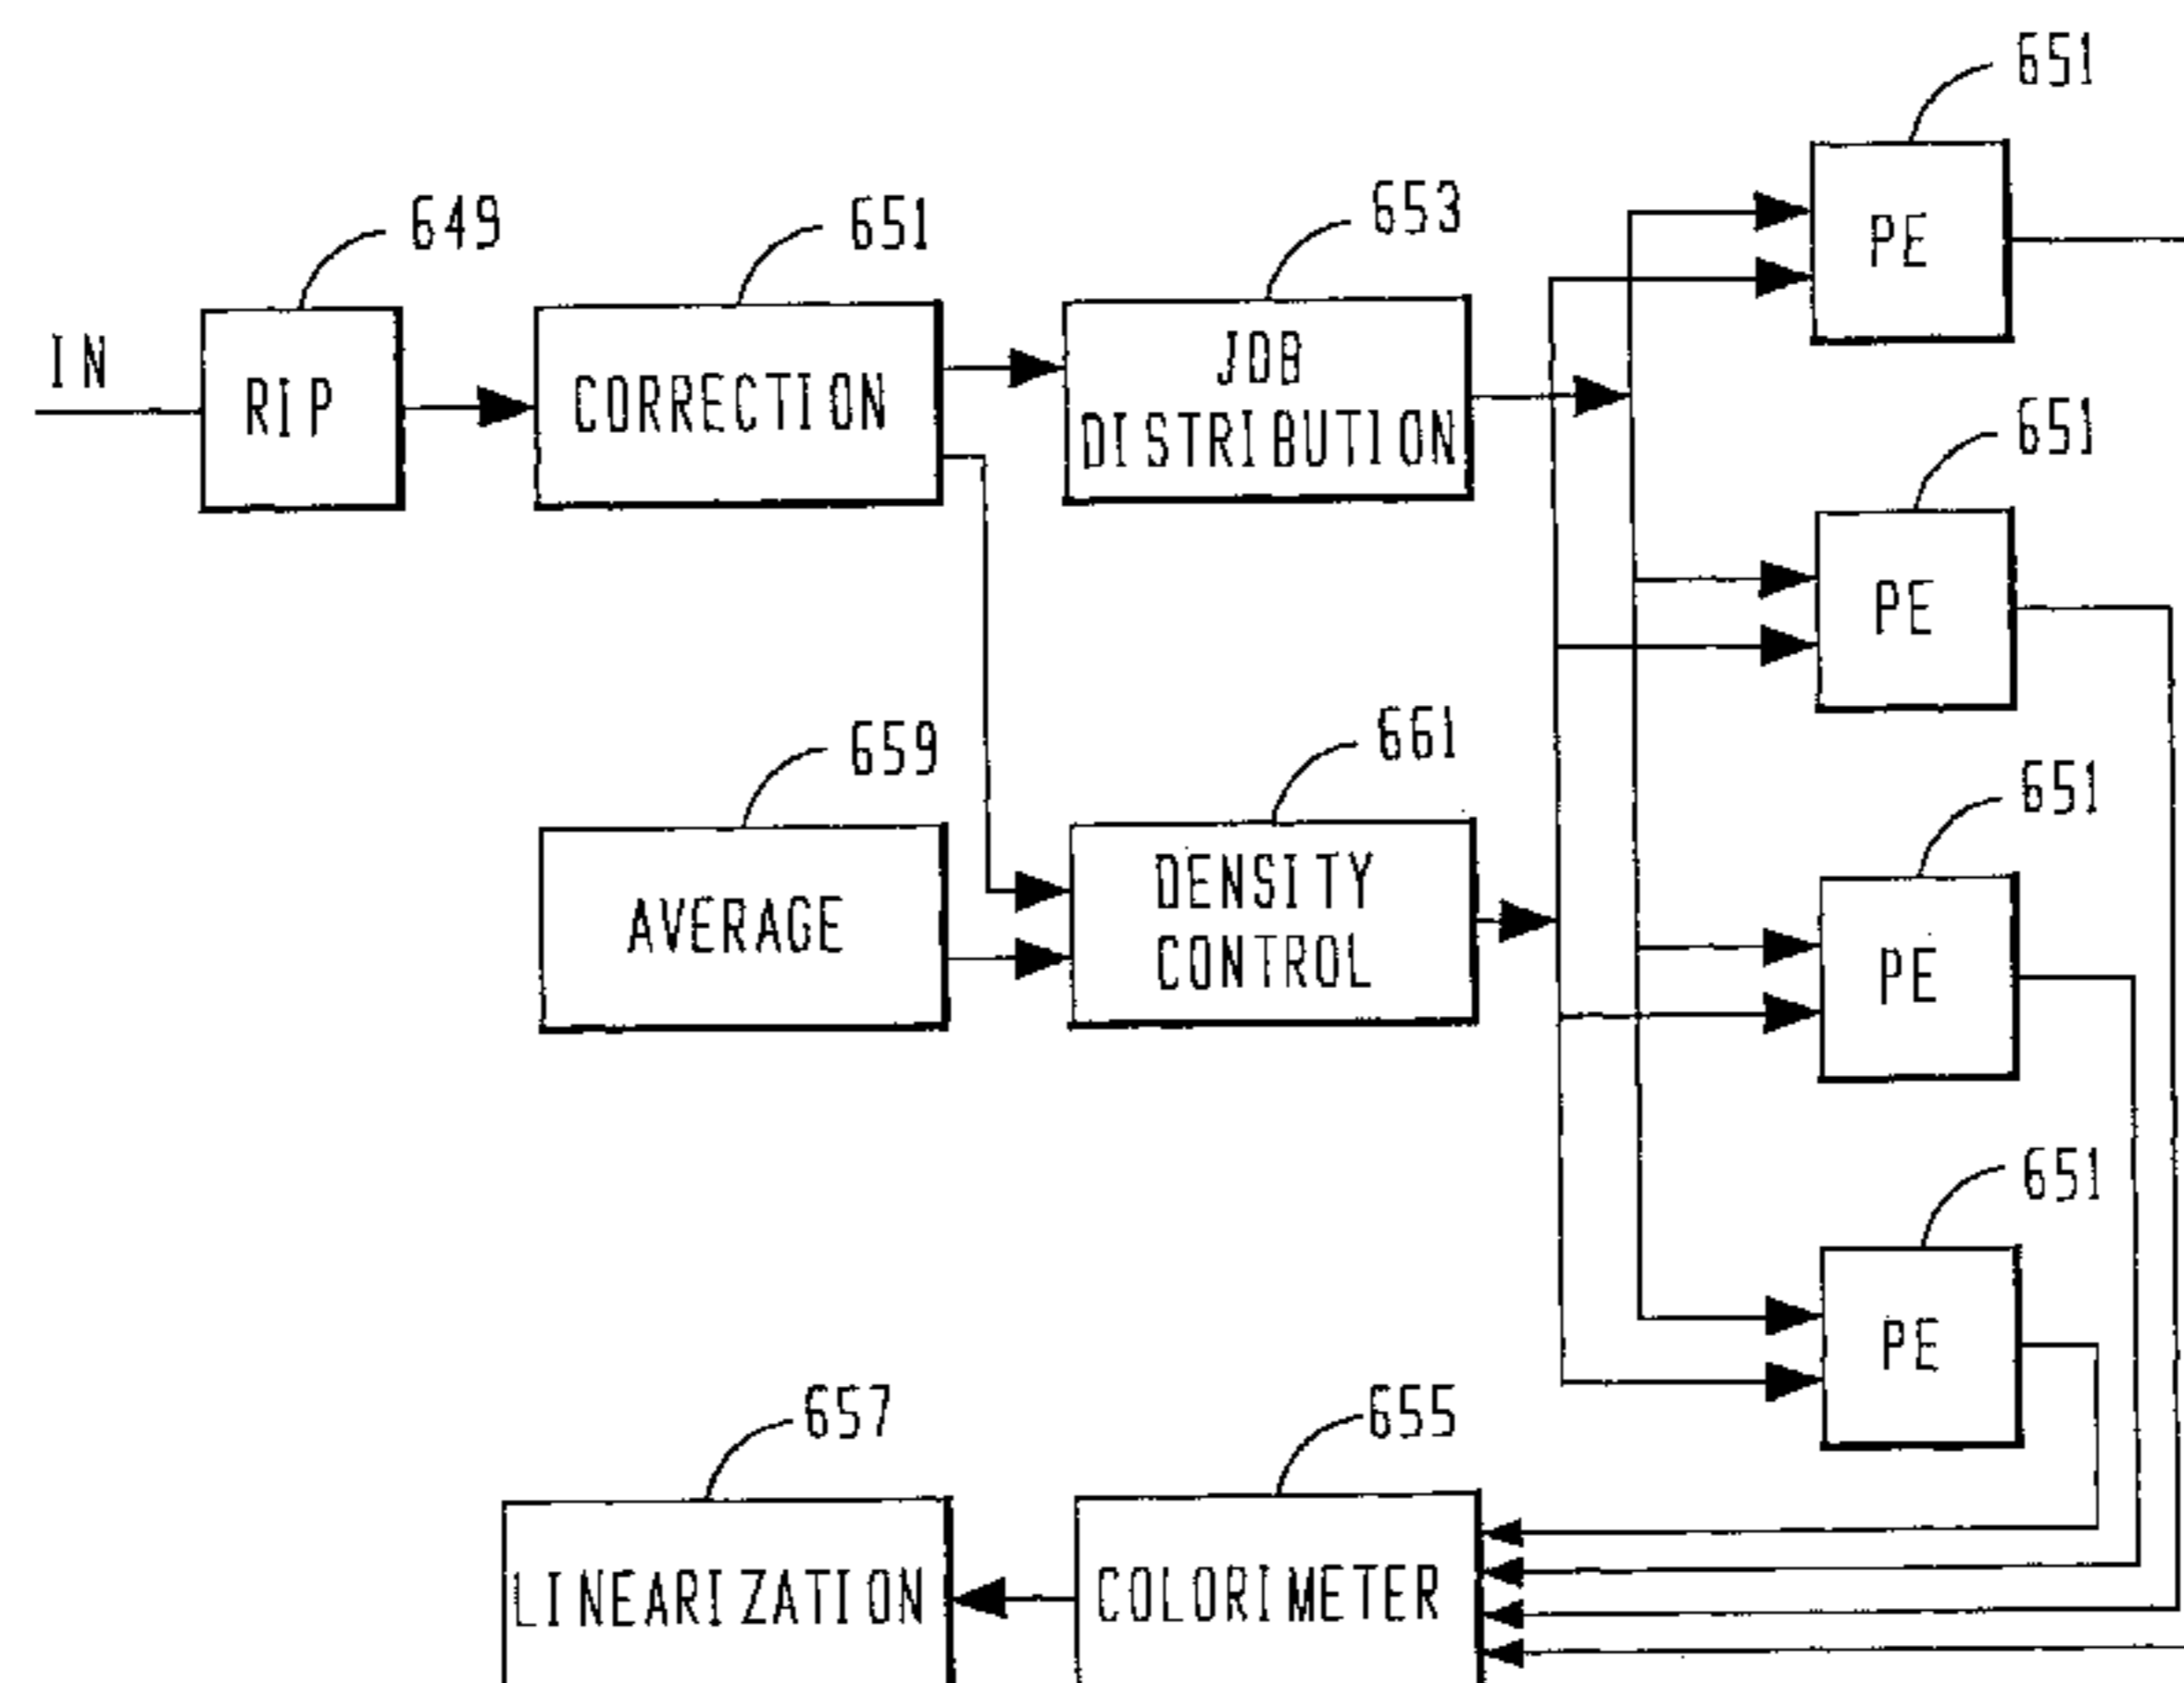 651
649
651
653
IN
RIP
CORRECTION
JOB
DISTRIBUTION
PE
651
PE
659
661
651
AVERAGE
DENSITY
CONTROL
PE
651
PE
657
655
LINEARIZATION
COLORIMETER